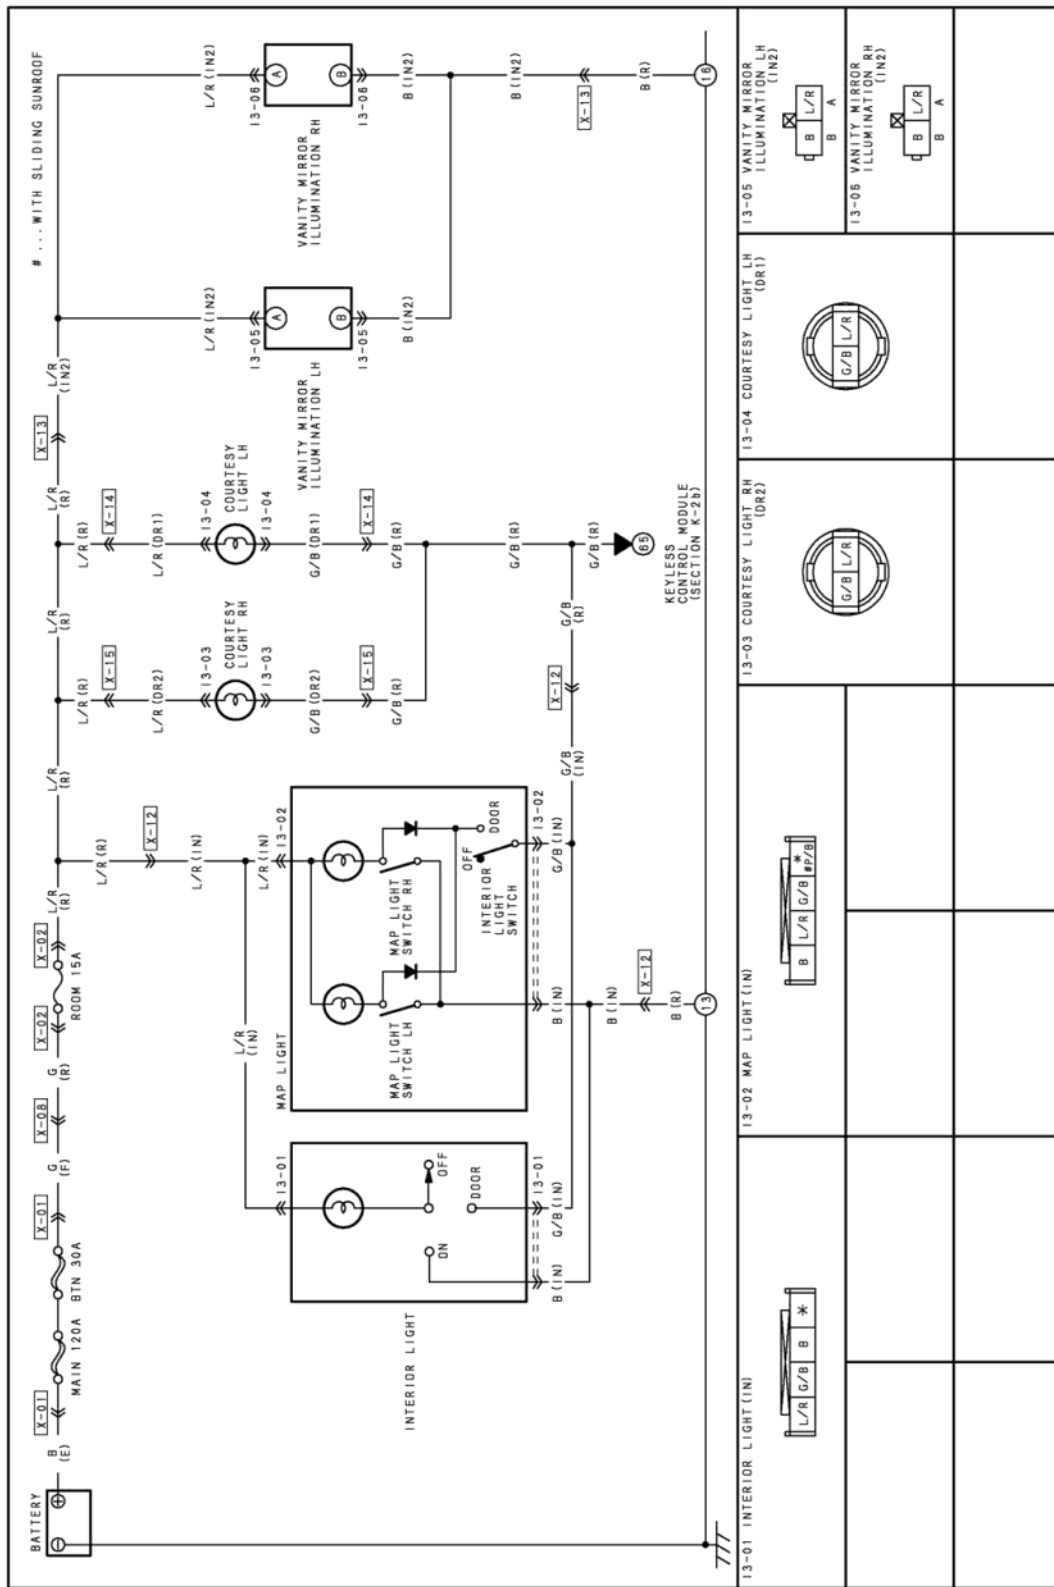 BATTERY
B
(E)
X-01
MAIN 120A
BTN 30A
X-01
G
(F)
X-08
G
(R)
X-02
ROOM 15A
X-02
L/R
(R)
L/R
(R)
L/R
(R)
L/R
(R)
X-13
L/R
(IN2)
# ...WITH SLIDING SUNROOF
L/R(R)
X-12
L/R(IN)
L/R(IN)
L/R
(IN)
L/R(R)
X-15
L/R(DR2)
I3-03
COURTESY
LIGHT RH
I3-03
G/B(DR2)
X-15
G/B(R)
L/R(R)
X-14
L/R(DR1)
I3-04
COURTESY
LIGHT LH
I3-04
G/B(DR1)
X-14
G/B(R)
L/R(IN2)
I3-05
A
B
I3-05
B(IN2)
VANITY MIRROR
ILLUMINATION LH
L/R(IN2)
I3-06
A
B
I3-06
B(IN2)
VANITY MIRROR
ILLUMINATION RH
B(IN2)
X-13
B(R)
16
INTERIOR LIGHT
I3-01
ON
OFF
DOOR
I3-01
B(IN)
G/B(IN)
MAP LIGHT
I3-02
MAP LIGHT
SWITCH LH
MAP LIGHT
SWITCH RH
INTERIOR
LIGHT
SWITCH
OFF
DOOR
I3-02
B(IN)
G/B(IN)
B(IN)
X-12
B(R)
13
G/B
(IN)
X-12
G/B
(R)
G/B(R)
G/B(R)
65
KEYLESS
CONTROL MODULE
(SECTION K-2b)
I3-01 INTERIOR LIGHT(IN)
L/R G/B B *
I3-02 MAP LIGHT(IN)
B L/R G/B * #P/B
I3-03 COURTESY LIGHT RH
(DR2)
G/B L/R
I3-04 COURTESY LIGHT LH
(DR1)
G/B L/R
I3-05 VANITY MIRROR
ILLUMINATION LH
(IN2)
B L/R
B A
I3-06 VANITY MIRROR
ILLUMINATION RH
(IN2)
B L/R
B A